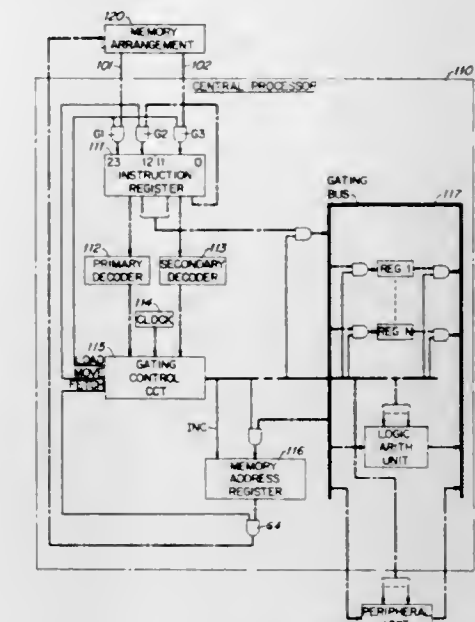 120
MEMORY
ARRANGEMENT
101
102
110
CENTRAL PROCESSOR
G1
G2
G3
111
23 12 11 0
INSTRUCTION
REGISTER
GATING
BUS
117
112
PRIMARY
DECODER
113
SECONDARY
DECODER
REG 1
114
CLOCK
REG N
115
LOAD
MOVE
FETCH
GATING
CONTROL
CCT
INC
LOGIC
ARITH
UNIT
116
MEMORY
ADDRESS
REGISTER
G4
PERIPHERAL